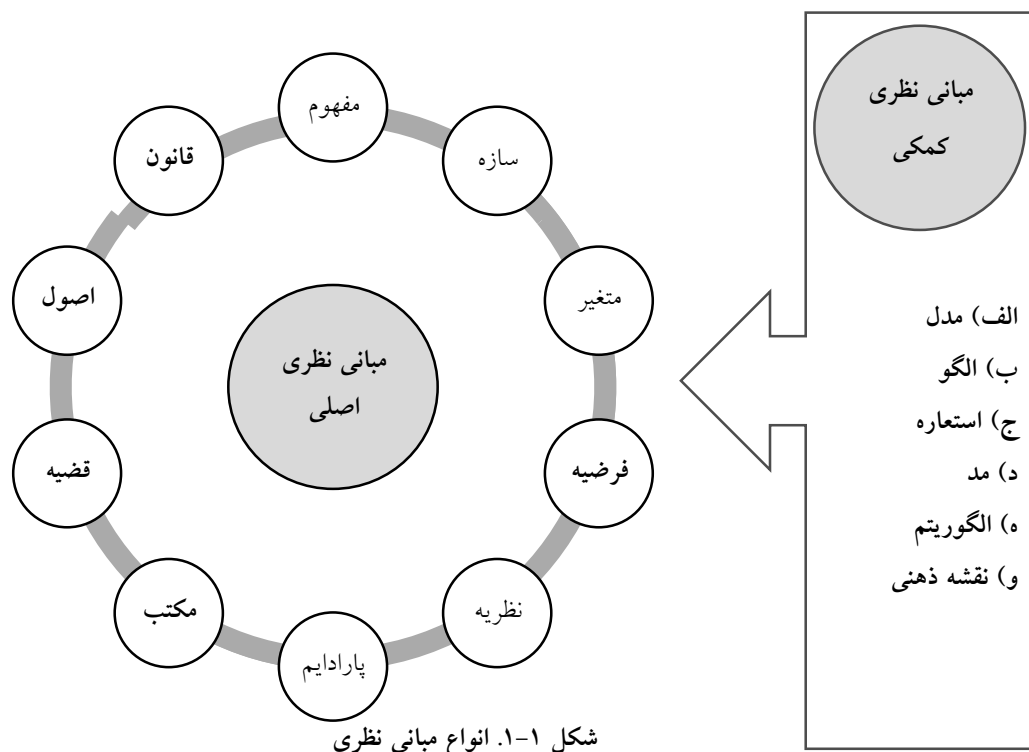 مبانی نظری
کمکی
الف) مدل
ب) الگو
ج) استعاره
د) مد
ه) الگوریتم
و) نقشه ذهنی
مفهوم
سازه
متغیر
فرضیه
نظریه
پارادایم
مکتب
قضیه
اصول
قانون
مبانی نظری
اصلی
شکل ۱-۱. انواع مبانی نظری